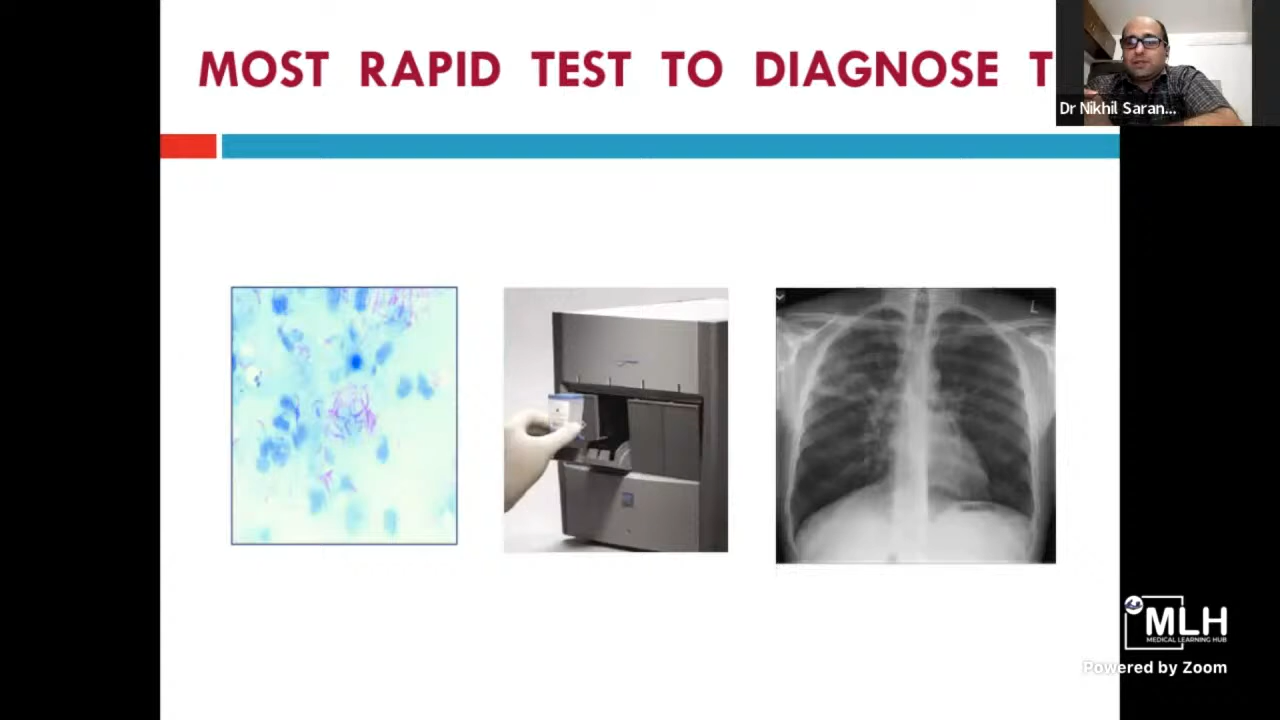 MOST RAPID TEST TO DIAGNOSE T
Dr Nikhil Saran...
L
MLH
MEDICAL LEARNING HUB
Powered by Zoom